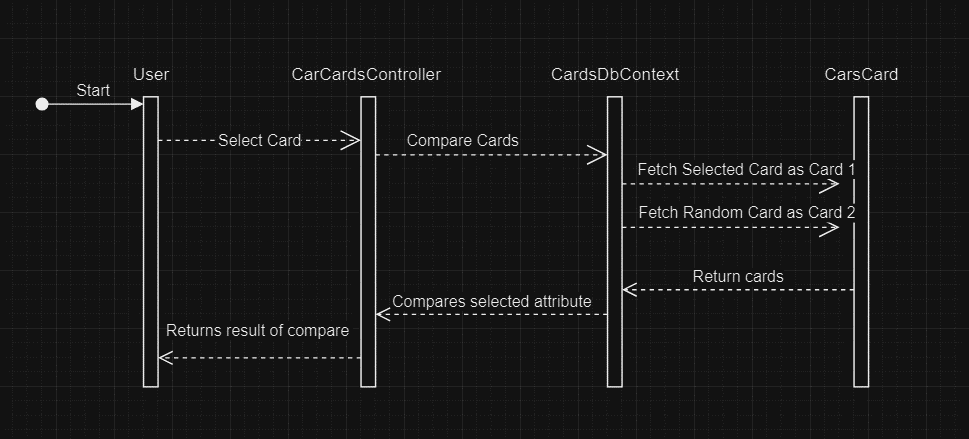 User
CarCardsController
CardsDbContext
CarsCard
Start
Select Card
Compare Cards
Fetch Selected Card as Card 1
Fetch Random Card as Card 2
Return cards
Compares selected attribute
Returns result of compare